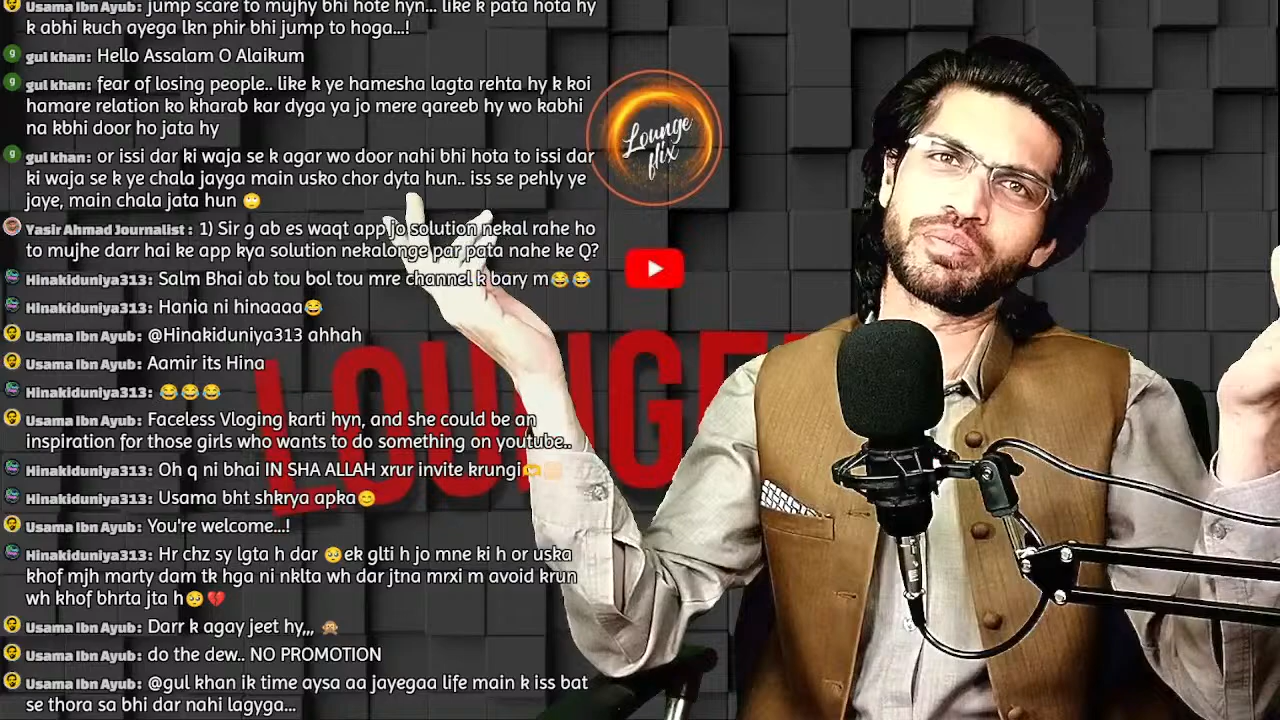 Usama Ibn Ayub: jump scare to mujhy bhi hote hyn... like k pata hota hy
k abhi kuch ayega lkn phir bhi jump to hoga...!
g gul khan: Hello Assalam O Alaikum
g gul khan: fear of losing people.. like k ye hamesha lagta rehta hy k koi
hamare relation ko kharab kar dyga ya jo mere qareeb hy wo kabhi
na kbhi door ho jata hy
g gul khan: or issi dar ki waja se k agar wo door nahi bhi hota to issi dar
ki waja se k ye chala jayga main usko chor dyta hun.. iss se pehly ye
jaye, main chala jata hun 🙄
Yasir Ahmad Journalist : 1) Sir g ab es waqt app jo solution nekal rahe ho
to mujhe darr hai ke app kya solution nekalonge par pata nahe ke Q?
Hinakiduniya313: Salm Bhai ab tou bol tou mre channel k bary m😂😂
Hinakiduniya313: Hania ni hinaaaa😂
Usama Ibn Ayub: @Hinakiduniya313 ahhah
Usama Ibn Ayub: Aamir its Hina
Hinakiduniya313: 😂😂😂
Usama Ibn Ayub: Faceless Vloging karti hyn, and she could be an
inspiration for those girls who wants to do something on youtube..
Hinakiduniya313: Oh q ni bhai IN SHA ALLAH xrur invite krungi
Hinakiduniya313: Usama bht shkrya apka😊
Usama Ibn Ayub: You're welcome...!
Hinakiduniya313: Hr chz sy lgta h dar 🥺ek glti h jo mne ki h or uska
khof mjh marty dam tk hga ni nklta wh dar jtna mrxi m avoid krun
wh khof bhrta jta h🥺💔
Usama Ibn Ayub: Darr k agay jeet hy,,, 🙊
Usama Ibn Ayub: do the dew.. NO PROMOTION
Usama Ibn Ayub: @gul khan ik time aysa aa jayegaa life main k iss bat
se thora sa bhi dar nahi lagyga...
Lounge
flix
LOUNGE